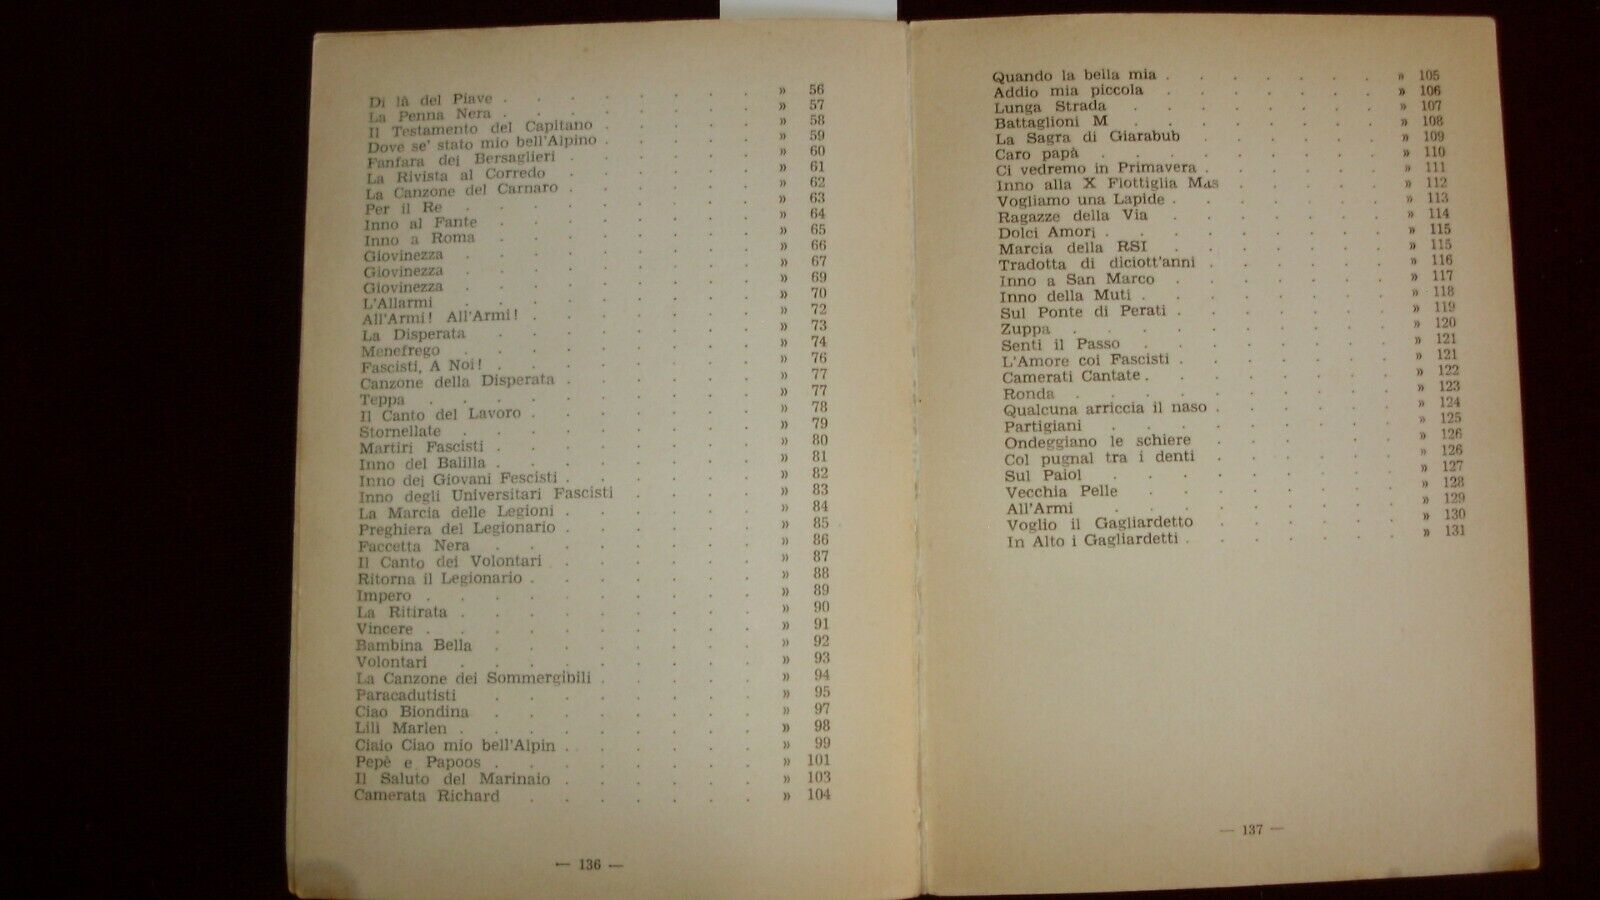 Di là del Piave . . . . . . . . » 56
La Penna Nera . . . . . . . . » 57
Il Testamento del Capitano . . . . . » 58
Dove se' stato mio bell'Alpino . . . . . » 59
Fanfara dei Bersaglieri . . . . . . » 60
La Rivista al Corredo . . . . . . » 61
La Canzone del Carnaro . . . . . . » 62
Per il Re . . . . . . . . » 63
Inno al Fante . . . . . . . . » 64
Inno a Roma . . . . . . . . » 65
Giovinezza . . . . . . . . . » 66
Giovinezza . . . . . . . . . » 67
Giovinezza . . . . . . . . . » 69
L'Allarmi . . . . . . . . . » 70
All'Armi! All'Armi! . . . . . . . » 72
La Disperata . . . . . . . . » 73
Menefrego . . . . . . . . . » 74
Fascisti, A Noi! . . . . . . . . » 76
Canzone della Disperata . . . . . . » 77
Teppa . . . . . . . . . . » 77
Il Canto del Lavoro . . . . . . . » 78
Stornellate . . . . . . . . . » 79
Martiri Fascisti . . . . . . . . » 80
Inno del Balilla . . . . . . . . » 81
Inno dei Giovani Fescisti . . . . . . » 82
Inno degli Universitari Fascisti . . . . . » 83
La Marcia delle Legioni . . . . . . » 84
Preghiera del Legionario . . . . . . » 85
Faccetta Nera . . . . . . . . » 86
Il Canto dei Volontari . . . . . . » 87
Ritorna il Legionario . . . . . . . » 88
Impero . . . . . . . . . . » 89
La Ritirata . . . . . . . . . » 90
Vincere . . . . . . . . . . » 91
Bambina Bella . . . . . . . . » 92
Volontari . . . . . . . . . » 93
La Canzone dei Sommergibili . . . . . » 94
Paracadutisti . . . . . . . . » 95
Ciao Biondina . . . . . . . . » 97
Lili Marlen . . . . . . . . . » 98
Ciaio Ciao mio bell'Alpin . . . . . . » 99
Pepè e Papoos . . . . . . . . » 101
Il Saluto del Marinaio . . . . . . » 103
Camerata Richard . . . . . . . » 104
— 136 —
Quando la bella mia . . . . . . . » 105
Addio mia piccola . . . . . . . » 106
Lunga Strada . . . . . . . . » 107
Battaglioni M . . . . . . . . » 108
La Sagra di Giarabub . . . . . . » 109
Caro papà . . . . . . . . . » 110
Ci vedremo in Primavera . . . . . . » 111
Inno alla X Flottiglia Mas . . . . . » 112
Vogliamo una Lapide . . . . . . . » 113
Ragazze della Via . . . . . . . » 114
Dolci Amori . . . . . . . . . » 115
Marcia della RSI . . . . . . . » 115
Tradotta di diciott'anni . . . . . . » 116
Inno a San Marco . . . . . . . » 117
Inno della Muti . . . . . . . . » 118
Sul Ponte di Perati . . . . . . . » 119
Zuppa . . . . . . . . . . » 120
Senti il Passo . . . . . . . . » 121
L'Amore coi Fascisti . . . . . . . » 121
Camerati Cantate . . . . . . . . » 122
Ronda . . . . . . . . . . » 123
Qualcuna arriccia il naso . . . . . . » 124
Partigiani . . . . . . . . . » 125
Ondeggiano le schiere . . . . . . » 126
Col pugnal tra i denti . . . . . . » 126
Sul Paiol . . . . . . . . . » 127
Vecchia Pelle . . . . . . . . » 128
All'Armi . . . . . . . . . » 129
Voglio il Gagliardetto . . . . . . » 130
In Alto i Gagliardetti . . . . . . . » 131
— 137 —